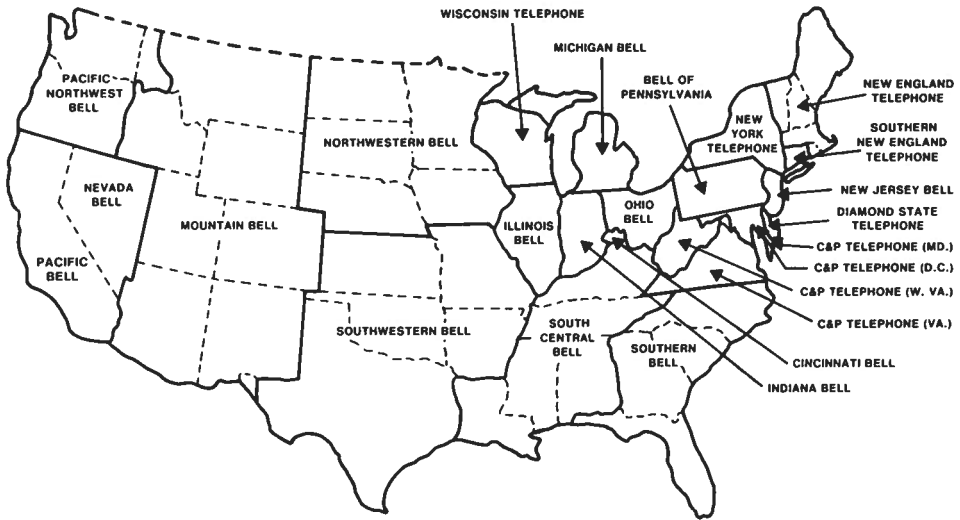 WISCONSIN TELEPHONE
MICHIGAN BELL
BELL OF
PENNSYLVANIA
PACIFIC
NORTHWEST
BELL
NEW ENGLAND
TELEPHONE
NEW
YORK
TELEPHONE
SOUTHERN
NEW ENGLAND
TELEPHONE
NORTHWESTERN BELL
NEVADA
BELL
NEW JERSEY BELL
MOUNTAIN BELL
ILLINOIS
BELL
OHIO
BELL
DIAMOND STATE
TELEPHONE
C&P TELEPHONE (MD.)
PACIFIC
BELL
C&P TELEPHONE (D.C.)
C&P TELEPHONE (W. VA.)
C&P TELEPHONE (VA.)
SOUTHWESTERN BELL
SOUTH
CENTRAL
BELL
SOUTHERN
BELL
CINCINNATI BELL
INDIANA BELL